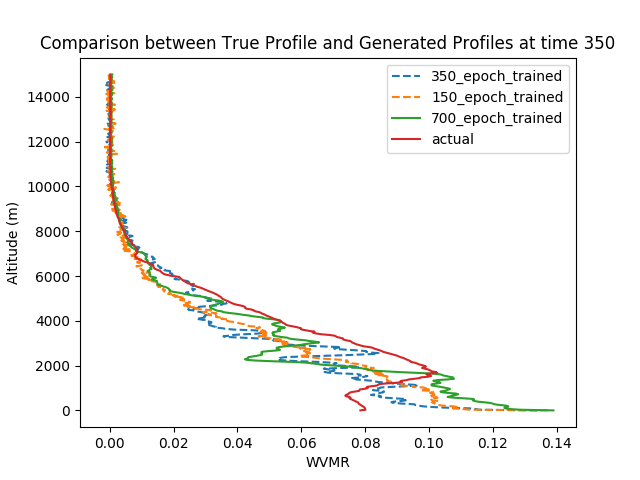 Comparison between True Profile and Generated Profiles at time 350
350_epoch_trained
150_epoch_trained
700_epoch_trained
actual
14000
12000
10000
8000
6000
4000
2000
0
Altitude (m)
0.00 0.02 0.04 0.06 0.08 0.10 0.12 0.14
WVMR